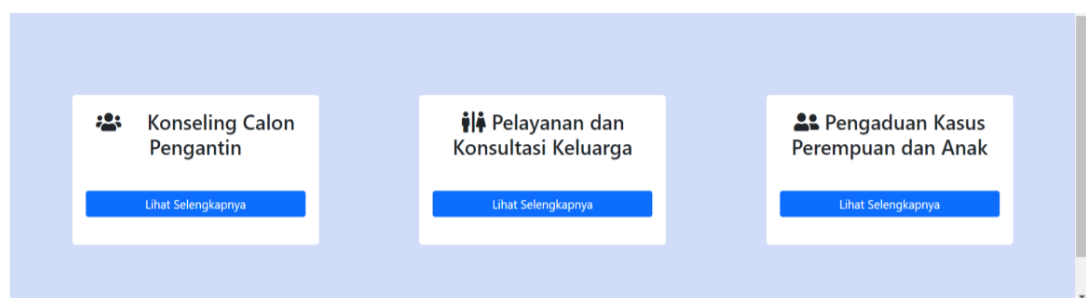 Konseling Calon
Pengantin
Lihat Selengkapnya
Pelayanan dan
Konsultasi Keluarga
Lihat Selengkapnya
Pengaduan Kasus
Perempuan dan Anak
Lihat Selengkapnya